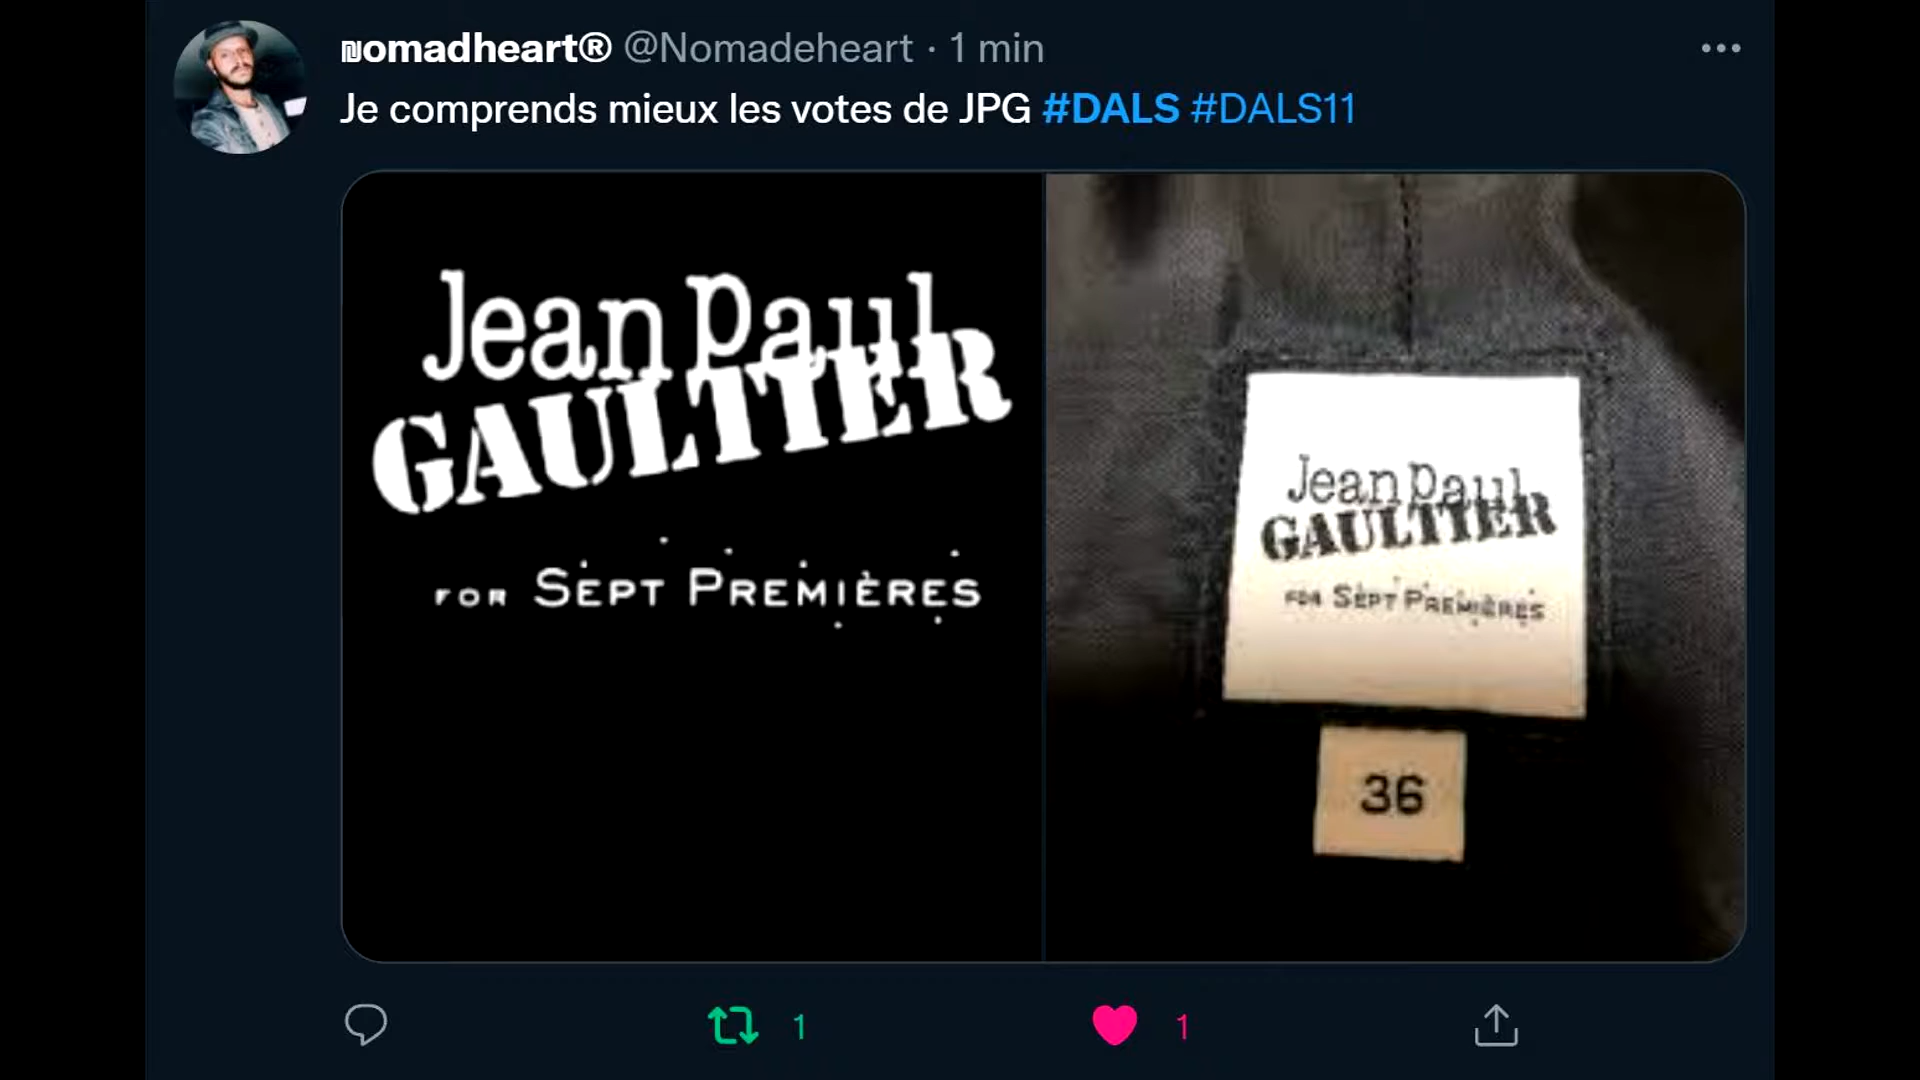 ₪omadheart® @Nomadeheart · 1 min
Je comprends mieux les votes de JPG #DALS #DALS11
Jean Paul
GAULTIER
FOR SEPT PREMIÈRES
Jean Paul
GAULTIER
FOR SEPT PREMIÈRES
36
1
1